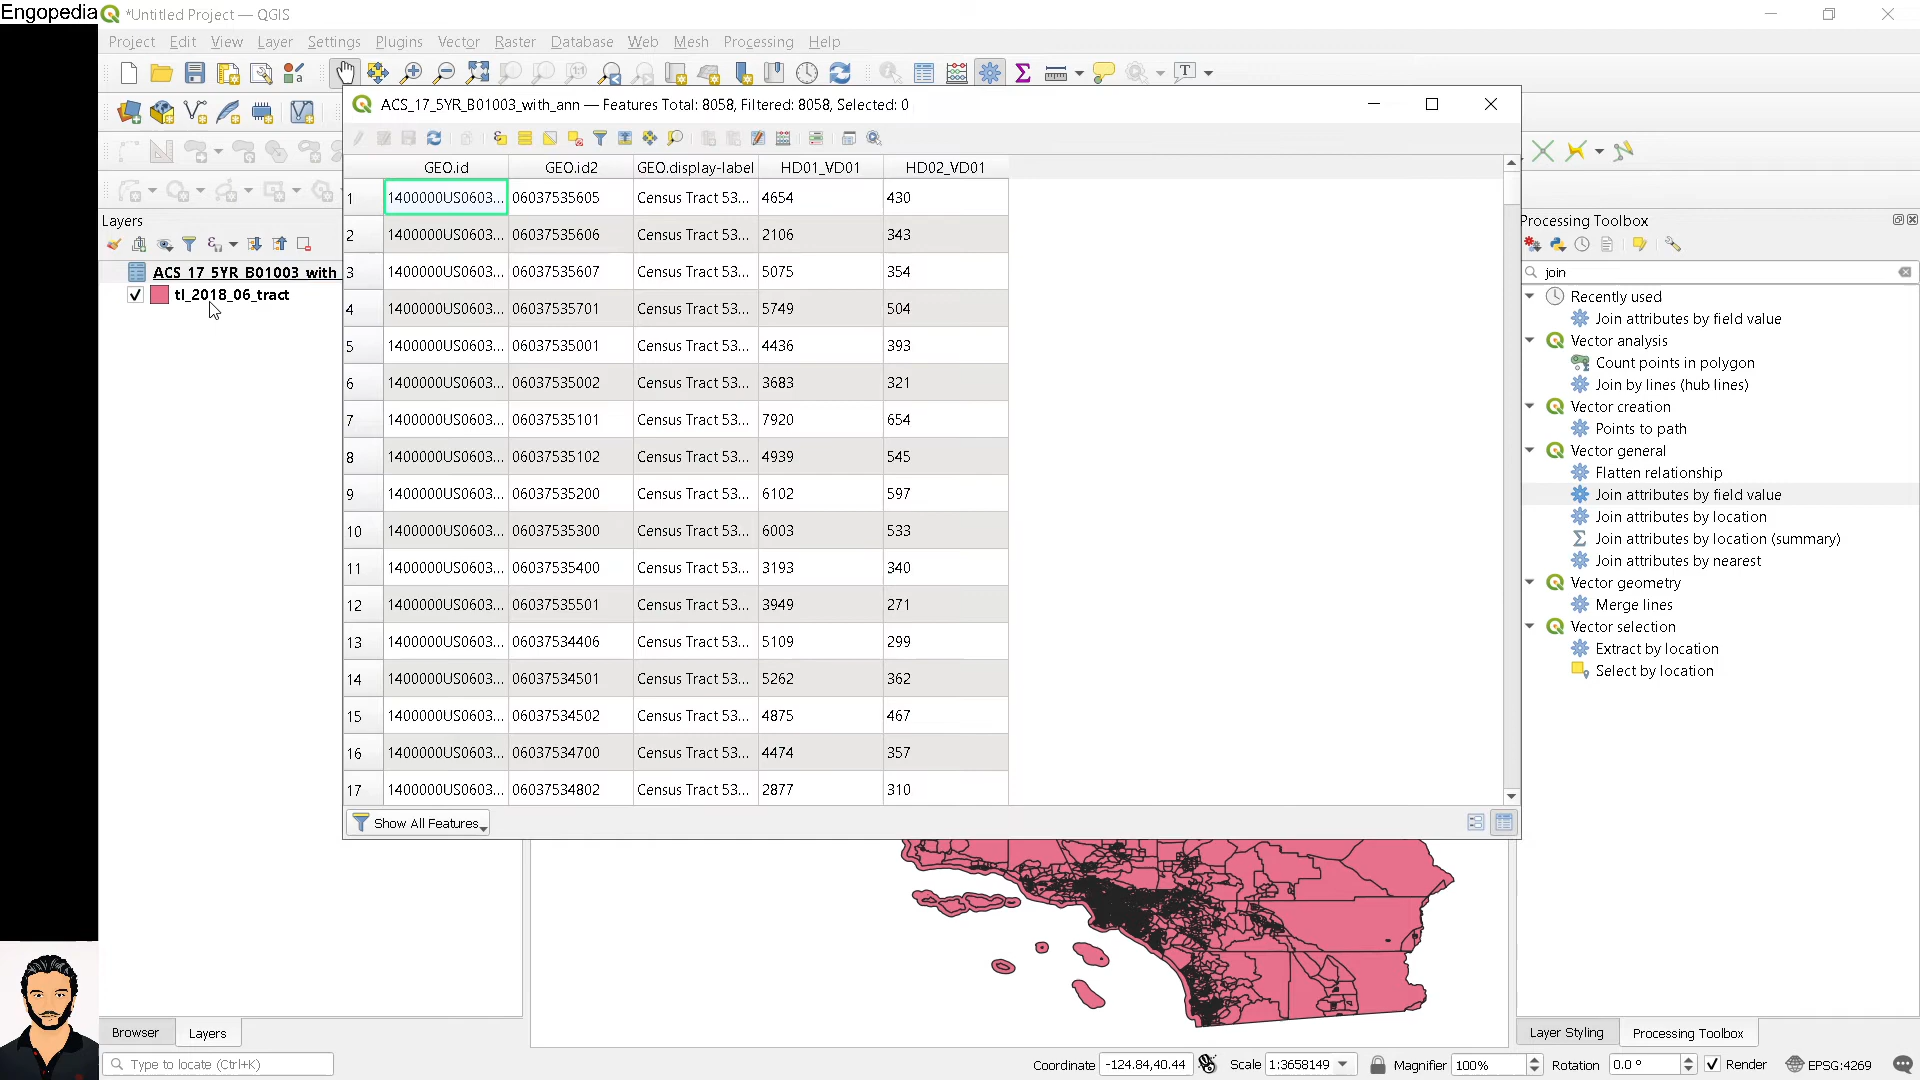 Engopedia
*Untitled Project — QGIS
Project Edit View Layer Settings Plugins Vector Raster Database Web Mesh Processing Help
ACS_17_5YR_B01003_with_ann — Features Total: 8058, Filtered: 8058, Selected: 0
GEO.id GEO.id2 GEO.display-label HD01_VD01 HD02_VD01
1 1400000US0603... 06037535605 Census Tract 53... 4654 430
2 1400000US0603... 06037535606 Census Tract 53... 2106 343
3 1400000US0603... 06037535607 Census Tract 53... 5075 354
4 1400000US0603... 06037535701 Census Tract 53... 5749 504
5 1400000US0603... 06037535001 Census Tract 53... 4436 393
6 1400000US0603... 06037535002 Census Tract 53... 3683 321
7 1400000US0603... 06037535101 Census Tract 53... 7920 654
8 1400000US0603... 06037535102 Census Tract 53... 4939 545
9 1400000US0603... 06037535200 Census Tract 53... 6102 597
10 1400000US0603... 06037535300 Census Tract 53... 6003 533
11 1400000US0603... 06037535400 Census Tract 53... 3193 340
12 1400000US0603... 06037535501 Census Tract 53... 3949 271
13 1400000US0603... 06037534406 Census Tract 53... 5109 299
14 1400000US0603... 06037534501 Census Tract 53... 5262 362
15 1400000US0603... 06037534502 Census Tract 53... 4875 467
16 1400000US0603... 06037534700 Census Tract 53... 4474 357
17 1400000US0603... 06037534802 Census Tract 53... 2877 310
Show All Features
Layers
ACS_17_5YR_B01003_with
tl_2018_06_tract
Browser Layers
Type to locate (Ctrl+K)
Processing Toolbox
join
Recently used
Join attributes by field value
Vector analysis
Count points in polygon
Join by lines (hub lines)
Vector creation
Points to path
Vector general
Flatten relationship
Join attributes by field value
Join attributes by location
Join attributes by location (summary)
Join attributes by nearest
Vector geometry
Merge lines
Vector selection
Extract by location
Select by location
Layer Styling Processing Toolbox
Coordinate -124.84,40.44 Scale 1:3658149 Magnifier 100% Rotation 0.0 ° Render EPSG:4269